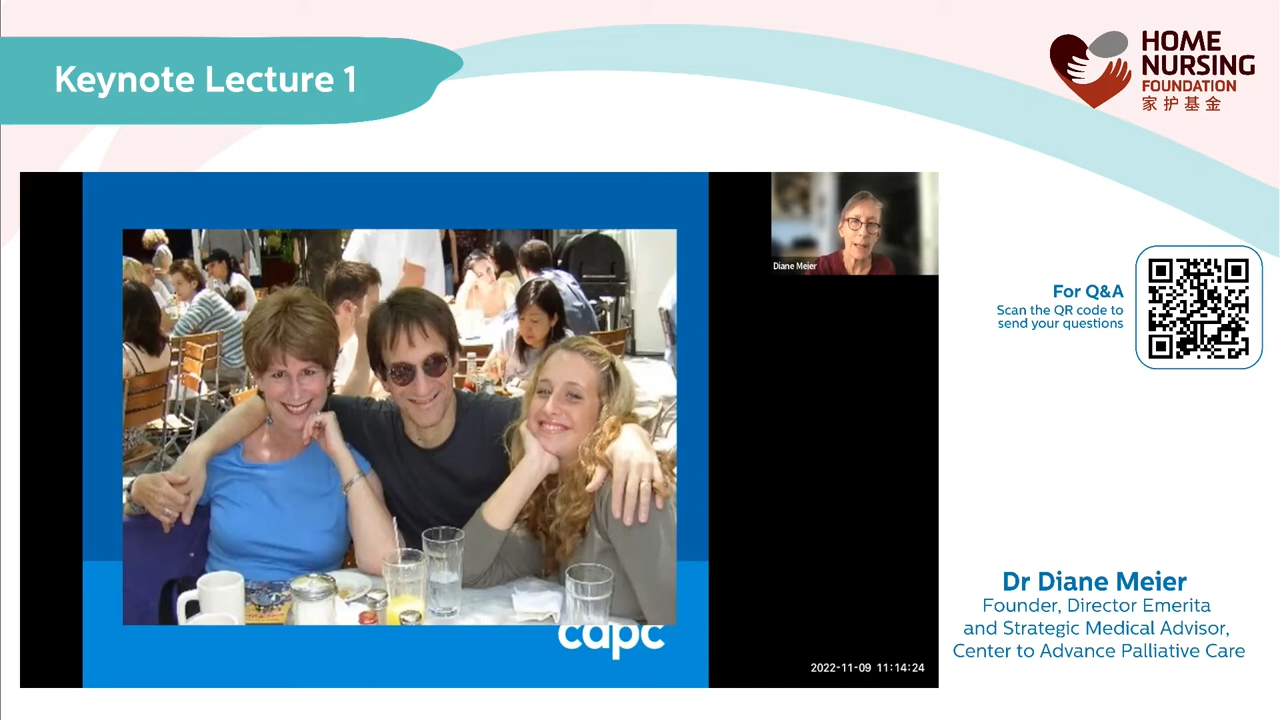 Keynote Lecture 1
HOME
NURSING
FOUNDATION
家护基金
Diane Meier
For Q&A
Scan the QR code to
send your questions
capc
Dr Diane Meier
Founder, Director Emerita
and Strategic Medical Advisor,
Center to Advance Palliative Care
2022-11-09 11:14:24